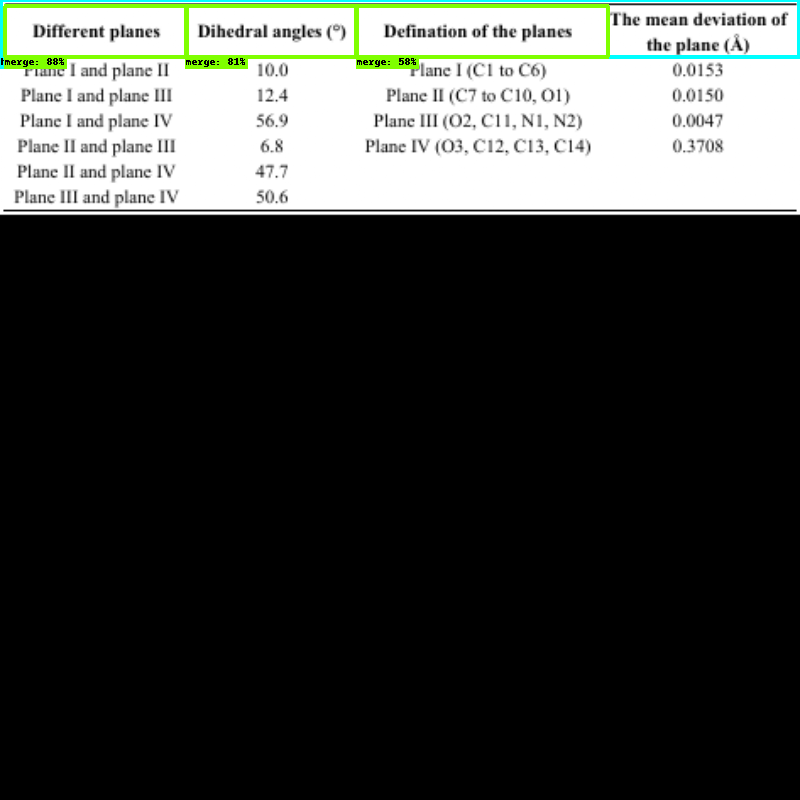 Different planes Dihedral angles (°) Defination of the planes The mean deviation of
the plane (Å)
hmerge: 88% merge: 81% merge: 58%
Plane I and plane II 10.0 Plane I (C1 to C6) 0.0153
Plane I and plane III 12.4 Plane II (C7 to C10, O1) 0.0150
Plane I and plane IV 56.9 Plane III (O2, C11, N1, N2) 0.0047
Plane II and plane III 6.8 Plane IV (O3, C12, C13, C14) 0.3708
Plane II and plane IV 47.7
Plane III and plane IV 50.6